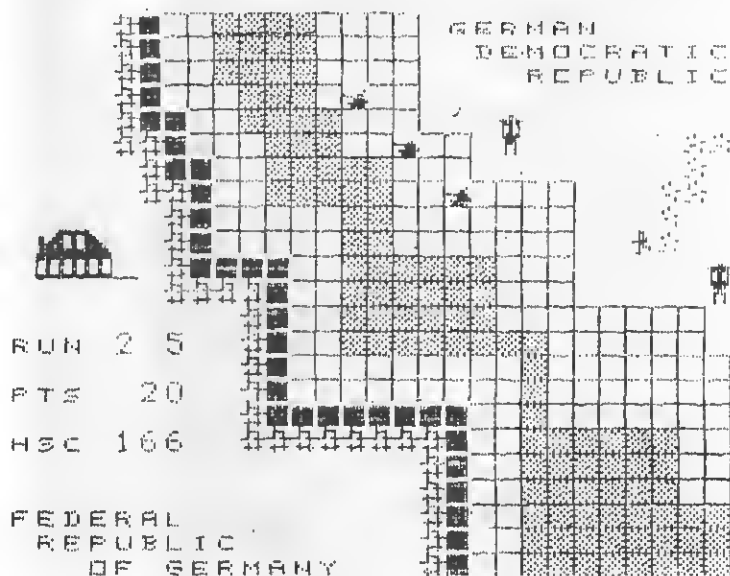 GERMAN
DEMOCRATIC
REPUBLIC
RUN 2 5
PTS 20
HSC 166
FEDERAL
REPUBLIC
OF GERMANY